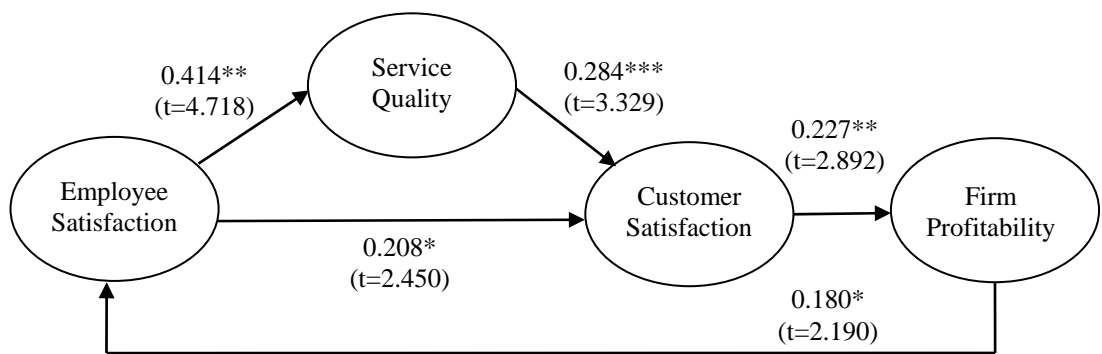 0.414**
(t=4.718)
Service
Quality
0.284***
(t=3.329)
0.227**
(t=2.892)
Employee
Satisfaction
Customer
Satisfaction
Firm
Profitability
0.208*
(t=2.450)
0.180*
(t=2.190)